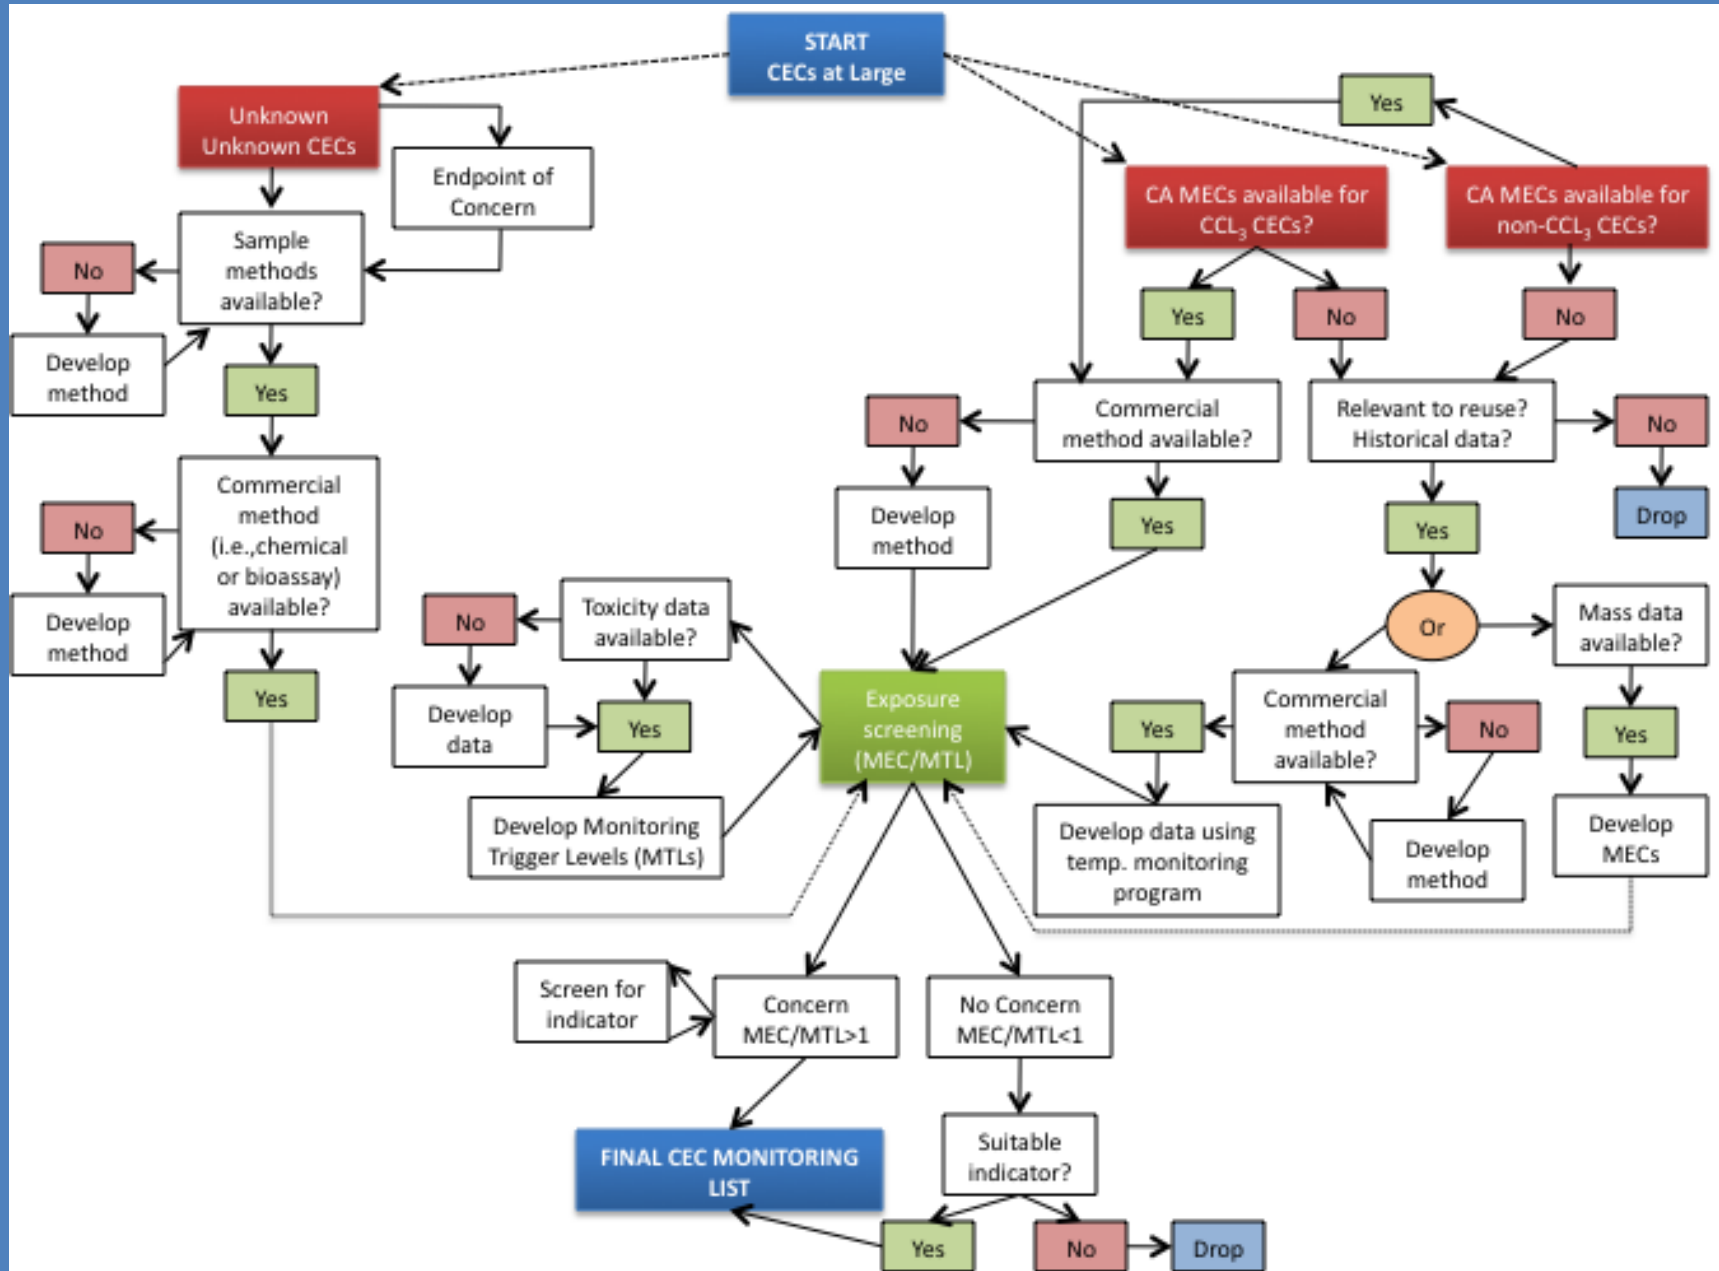 START
CECs at Large
Yes
Unknown
Unknown CECs
Endpoint of
Concern
CA MECs available for
CCL3 CECs?
CA MECs available for
non-CCL3 CECs?
Sample
methods
available?
No
Develop
method
Yes
Yes
No
No
Commercial
method available?
No
Relevant to reuse?
Historical data?
No
Drop
Commercial
method
(i.e.,chemical
or bioassay)
available?
No
Develop
method
Yes
Develop
method
Yes
Yes
Or
Mass data
available?
Toxicity data
available?
No
Develop
data
Yes
Develop Monitoring
Trigger Levels (MTLs)
Exposure
screening
(MEC/MTL)
Yes
Commercial
method
available?
No
Yes
Develop data using
temp. monitoring
program
Develop
method
Develop
MECs
Screen for
indicator
Concern
MEC/MTL>1
No Concern
MEC/MTL<1
FINAL CEC MONITORING
LIST
Suitable
indicator?
Yes
No
Drop